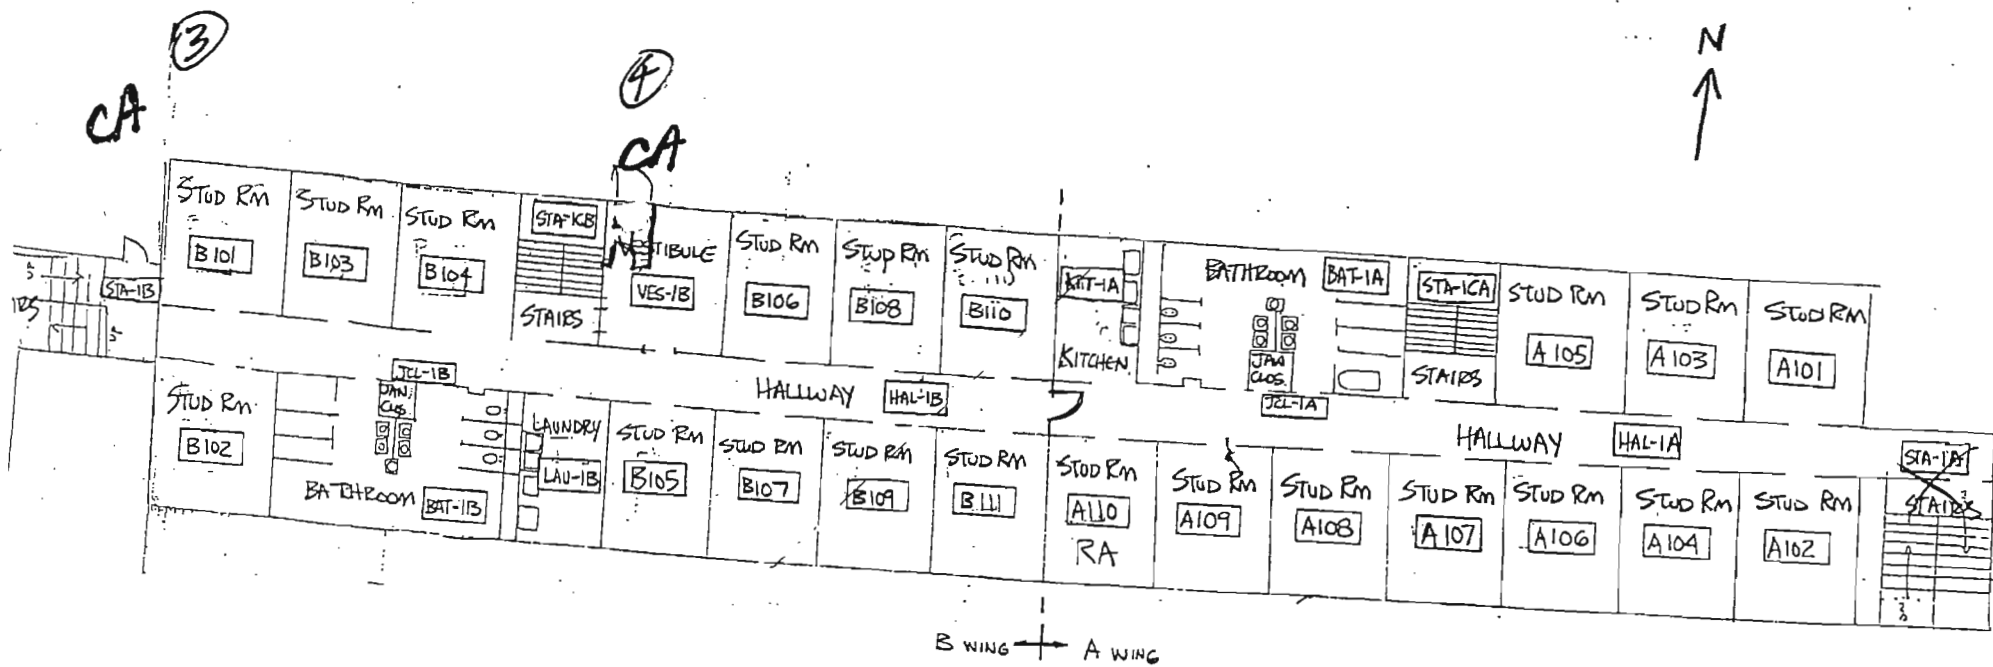 3
CA
4
CA
N
STUD RM
B101
STUD RM
B103
STUD RM
B104
STA-1CB
STAIRS
VES-1B
STUD RM
B106
STUD RM
B108
STUD RM
B110
KIT-1A
KITCHEN
BATHROOM
BAT-1A
JAN
CLOS.
JCL-1A
STA-1CA
STAIRS
STUD RM
A105
STUD RM
A103
STUD RM
A101
STA-1B
HALLWAY
HAL-1B
HALLWAY
HAL-1A
STUD RM
B102
JCL-1B
JAN.
CLOS
BATHROOM
BAT-1B
LAUNDRY
LAU-1B
STUD RM
B105
STUD RM
B107
STUD RM
B109
STUD RM
B111
STUD RM
A110
RA
STUD RM
A109
STUD RM
A108
STUD RM
A107
STUD RM
A106
STUD RM
A104
STUD RM
A102
STA-1A
STAIRS
B WING
A WING